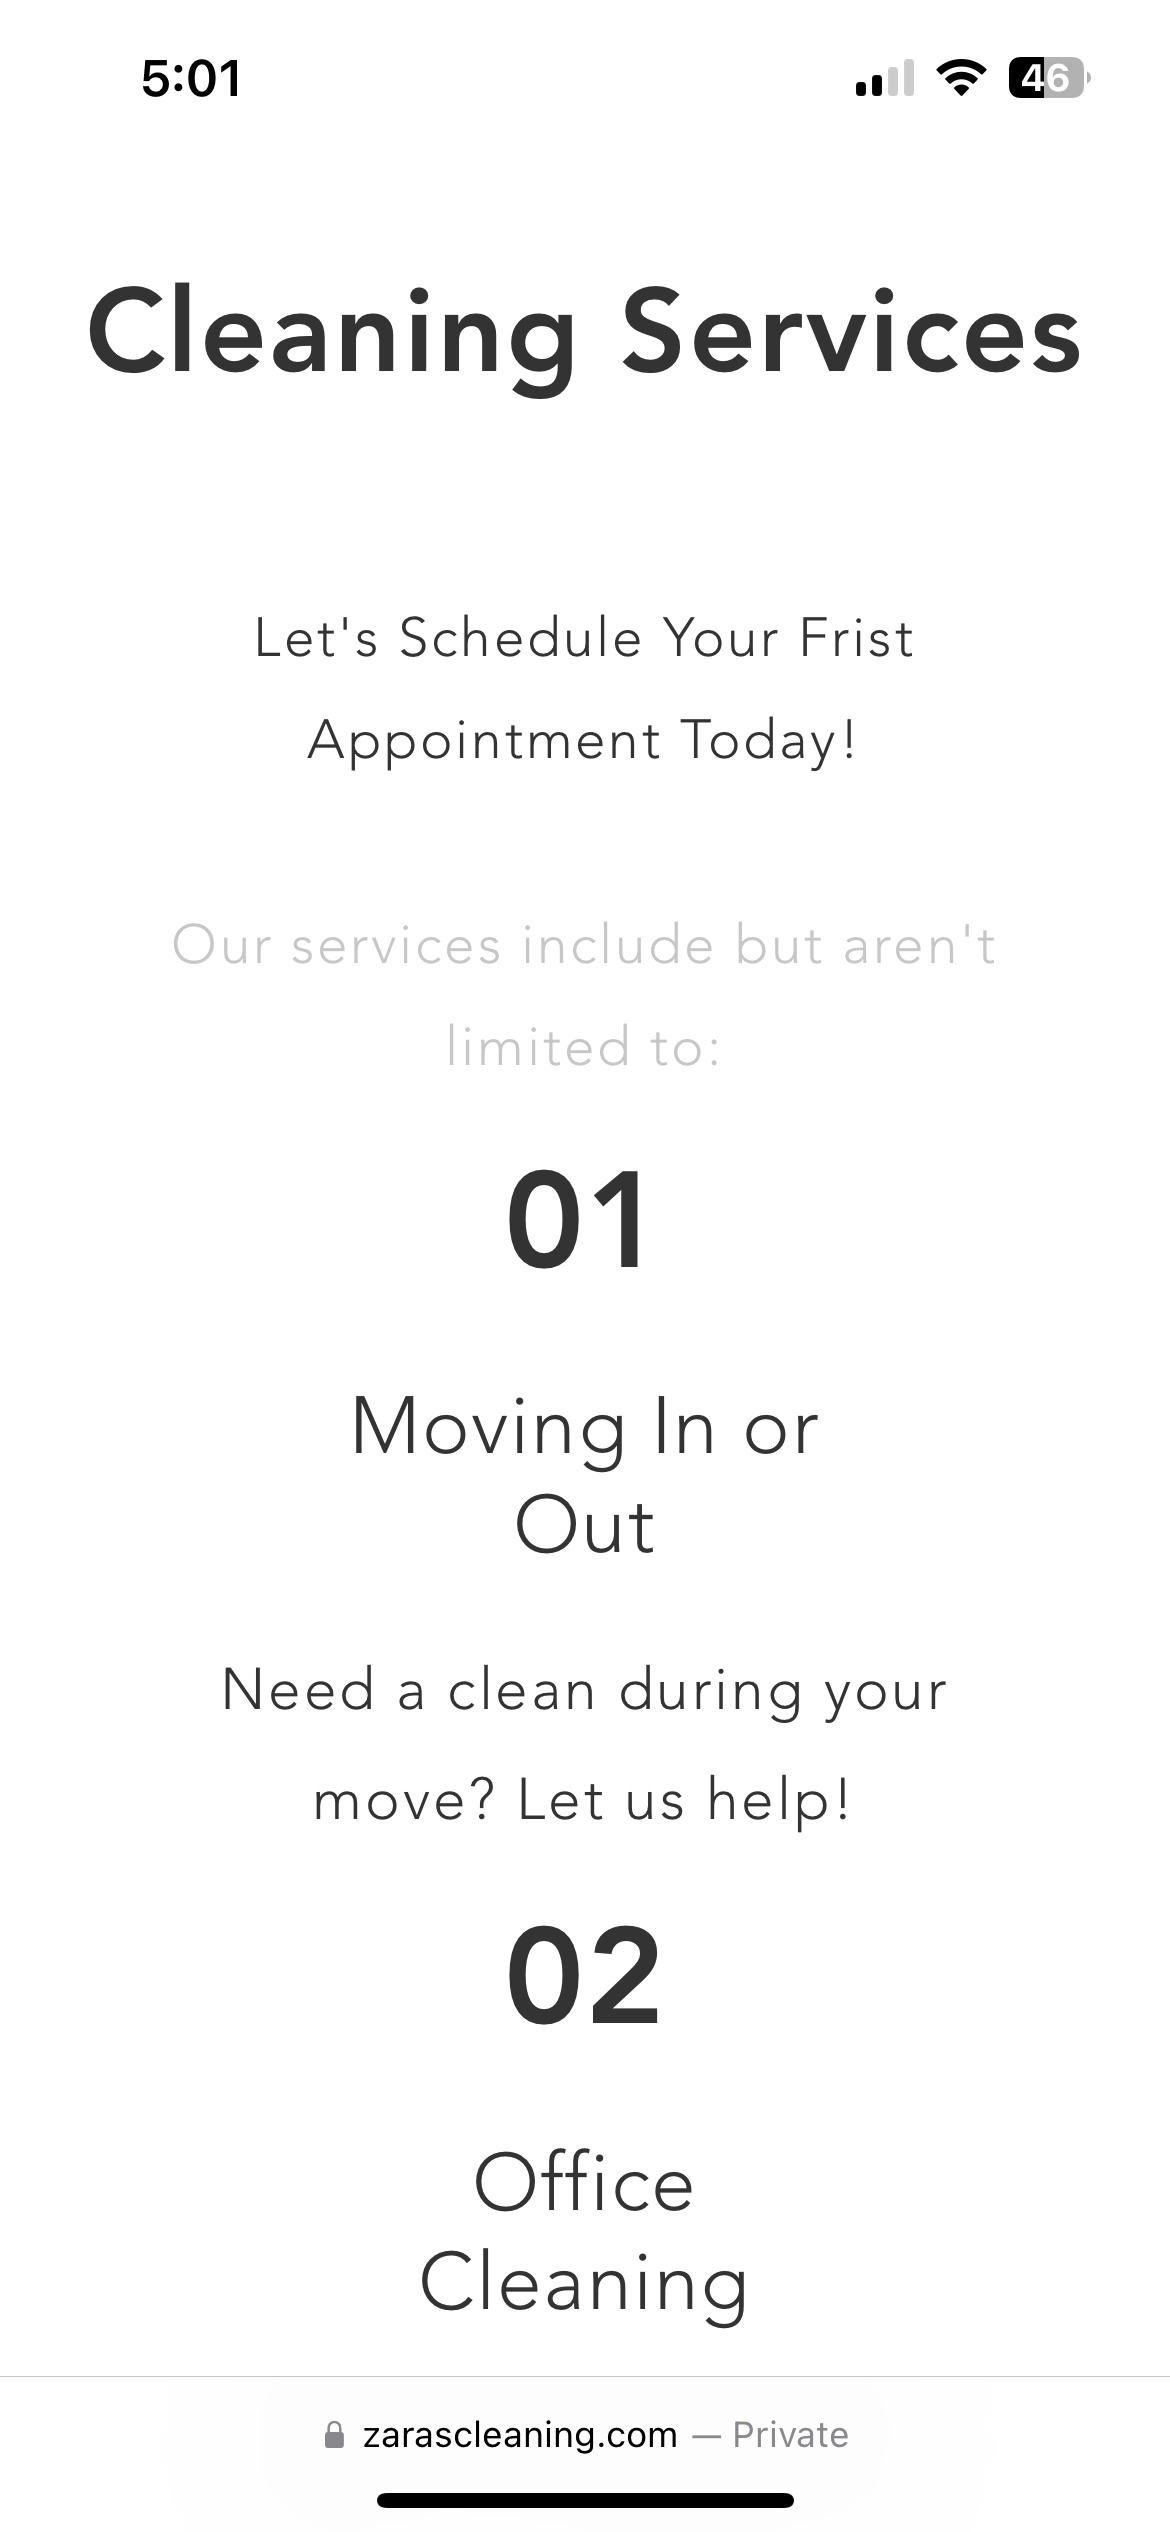 5:01
46
Cleaning Services
Let's Schedule Your Frist
Appointment Today!
Our services include but aren't
limited to:
01
Moving In or
Out
Need a clean during your
move? Let us help!
02
Office
Cleaning
zarascleaning.com — Private